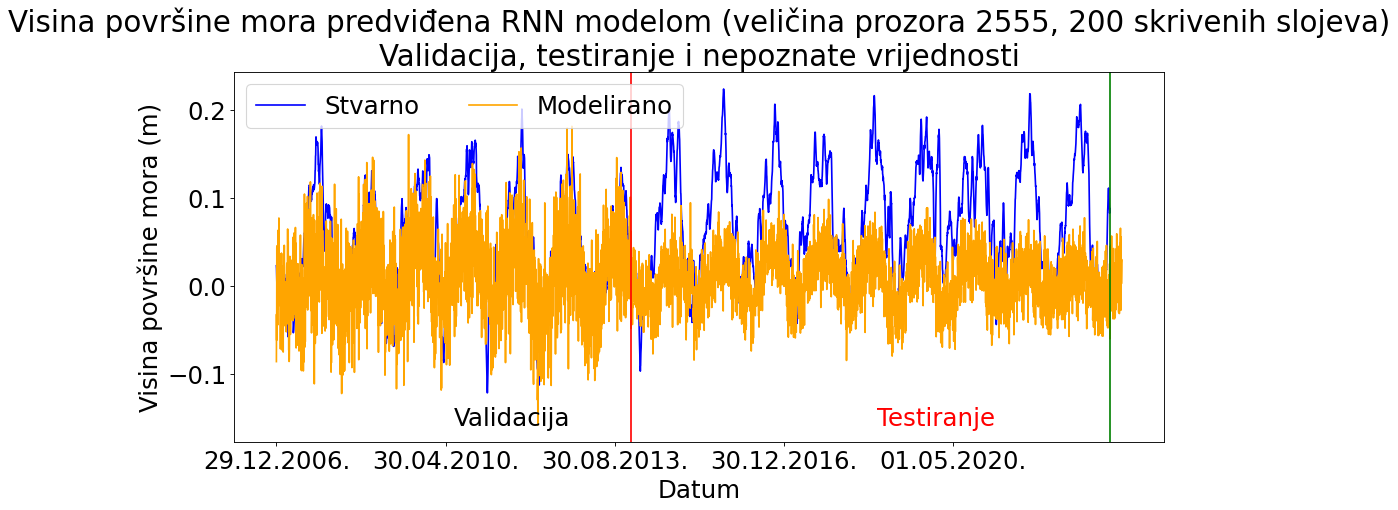 Visina površine mora predviđena RNN modelom (veličina prozora 2555, 200 skrivenih slojeva)
Validacija, testiranje i nepoznate vrijednosti
Stvarno
Modelirano
0.2
0.1
0.0
−0.1
Visina površine mora (m)
Validacija
Testiranje
29.12.2006.
30.04.2010.
30.08.2013.
30.12.2016.
01.05.2020.
Datum